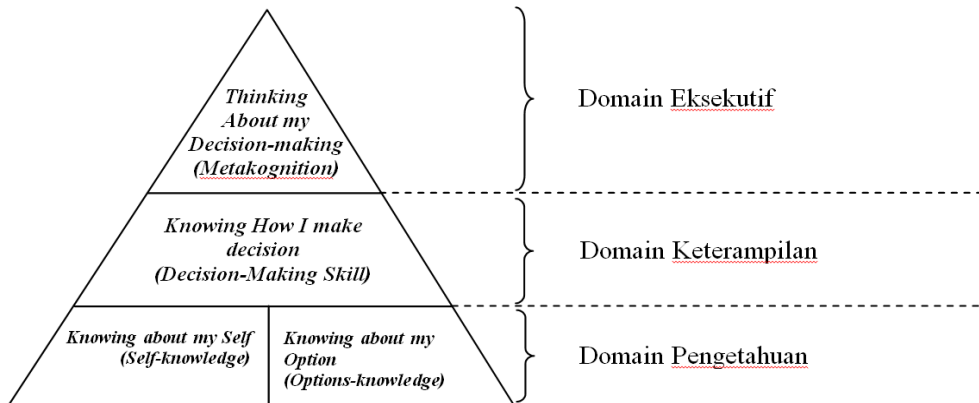 Thinking
About my
Decision-making
(Metakognition)
Domain Eksekutif
Knowing How I make
decision
(Decision-Making Skill)
Domain Keterampilan
Knowing about my Self
(Self-knowledge)
Knowing about my
Option
(Options-knowledge)
Domain Pengetahuan